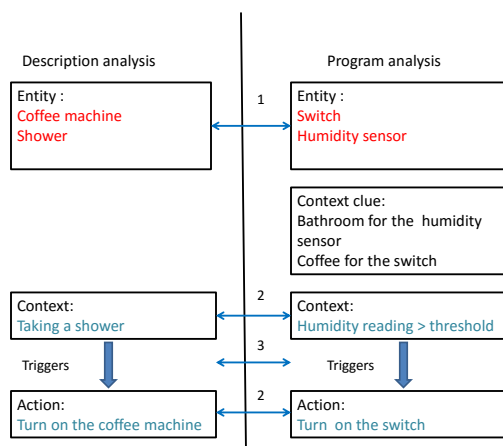 Description analysis
Program analysis
Entity :
Coffee machine
Shower
1
Entity :
Switch
Humidity sensor
Context clue:
Bathroom for the humidity
sensor
Coffee for the switch
Context:
Taking a shower
2
Context:
Humidity reading > threshold
Triggers
3
Triggers
Action:
Turn on the coffee machine
2
Action:
Turn on the switch